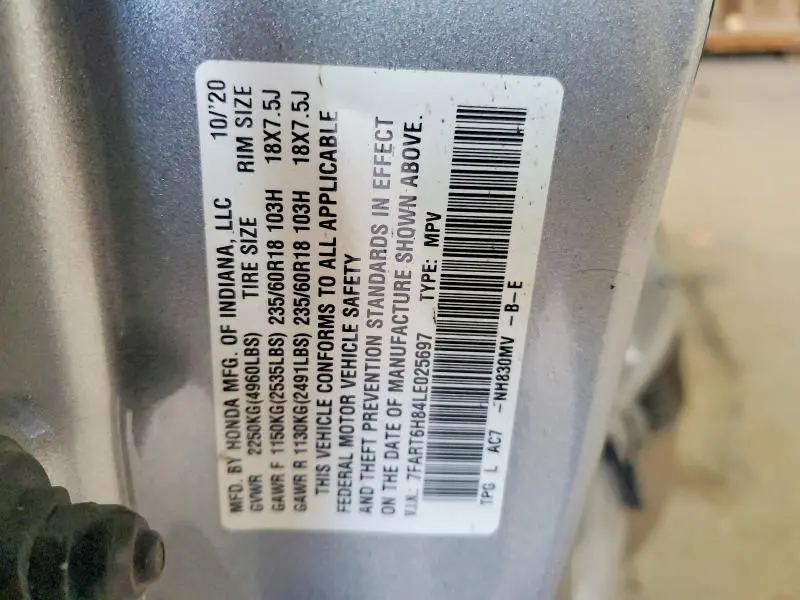 MFD. BY HONDA MFG. OF INDIANA, LLC 10/'20
GVWR 2250KG(4960LBS) TIRE SIZE RIM SIZE
GAWR F 1150KG(2535LBS) 235/60R18 103H 18X7.5J
GAWR R 1130KG(2491LBS) 235/60R18 103H 18X7.5J
THIS VEHICLE CONFORMS TO ALL APPLICABLE
FEDERAL MOTOR VEHICLE SAFETY
AND THEFT PREVENTION STANDARDS IN EFFECT
ON THE DATE OF MANUFACTURE SHOWN ABOVE.
V.I.N.: 7FART6H84LE025697 TYPE: MPV
TPG L AC7 -NH830MV -B-E